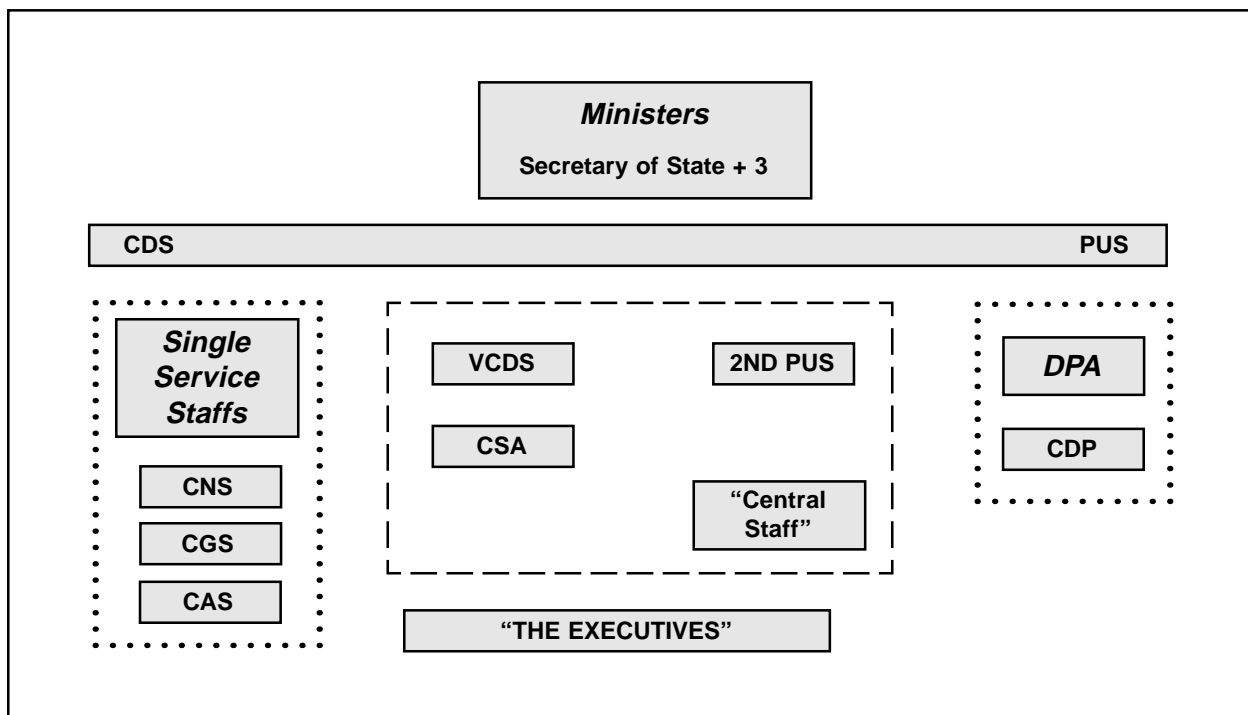 Ministers
Secretary of State + 3
CDS
PUS
Single
Service
Staffs
CNS
CGS
CAS
VCDS
2ND PUS
CSA
“Central
Staff”
DPA
CDP
“THE EXECUTIVES”